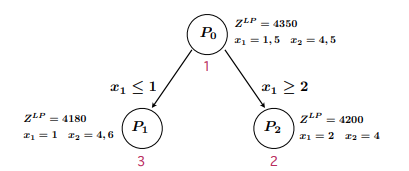 P₀
Z^{LP} = 4350
x₁ = 1, 5 x₂ = 4, 5
1
x₁ ≤ 1
x₁ ≥ 2
Z^{LP} = 4180
x₁ = 1 x₂ = 4, 6
P₁
P₂
Z^{LP} = 4200
x₁ = 2 x₂ = 4
3
2